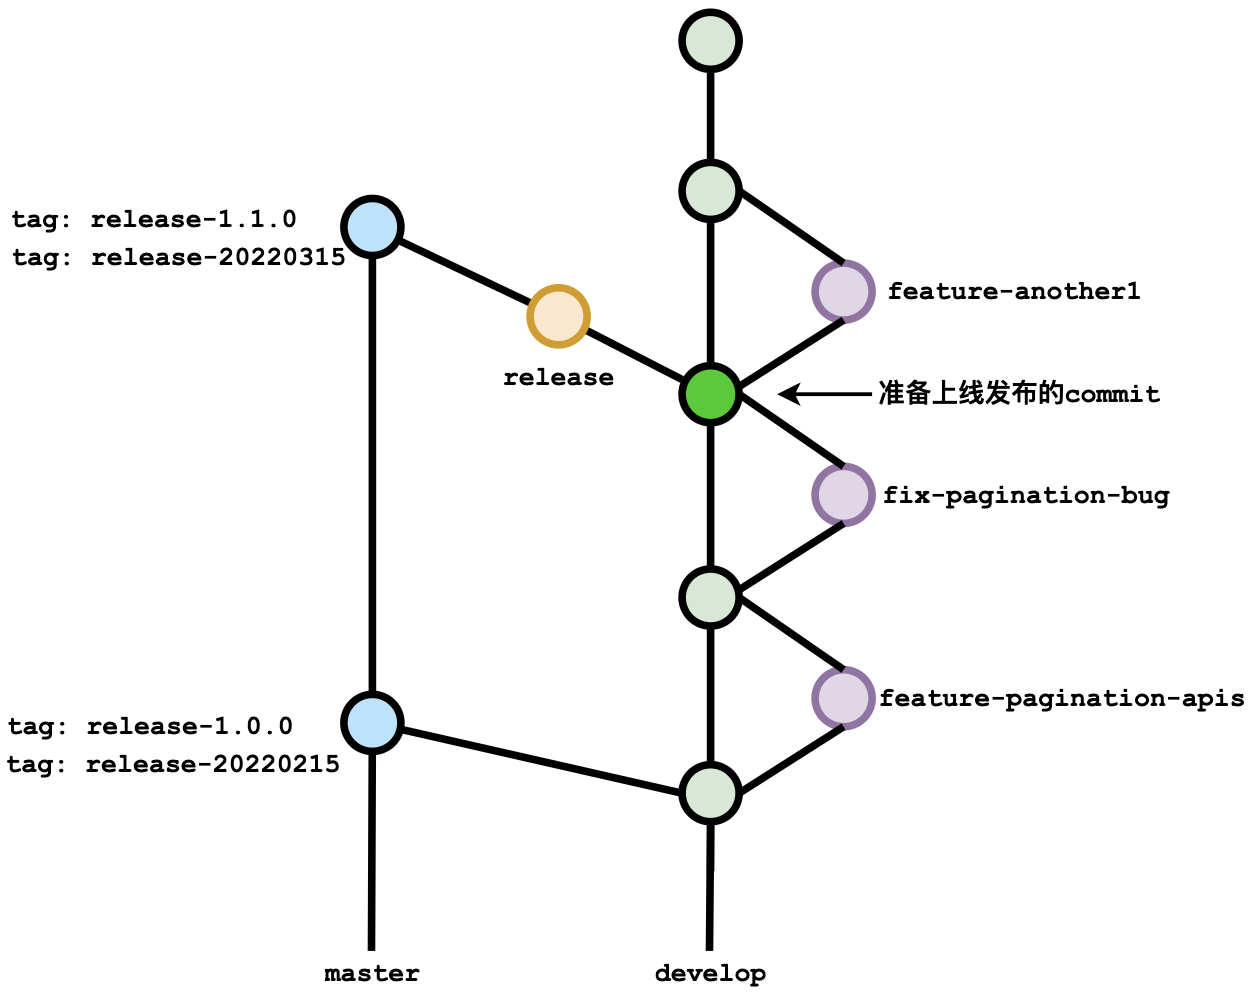 tag: release-1.1.0
tag: release-20220315
feature-another1
release
准备上线发布的commit
fix-pagination-bug
feature-pagination-apis
tag: release-1.0.0
tag: release-20220215
master
develop